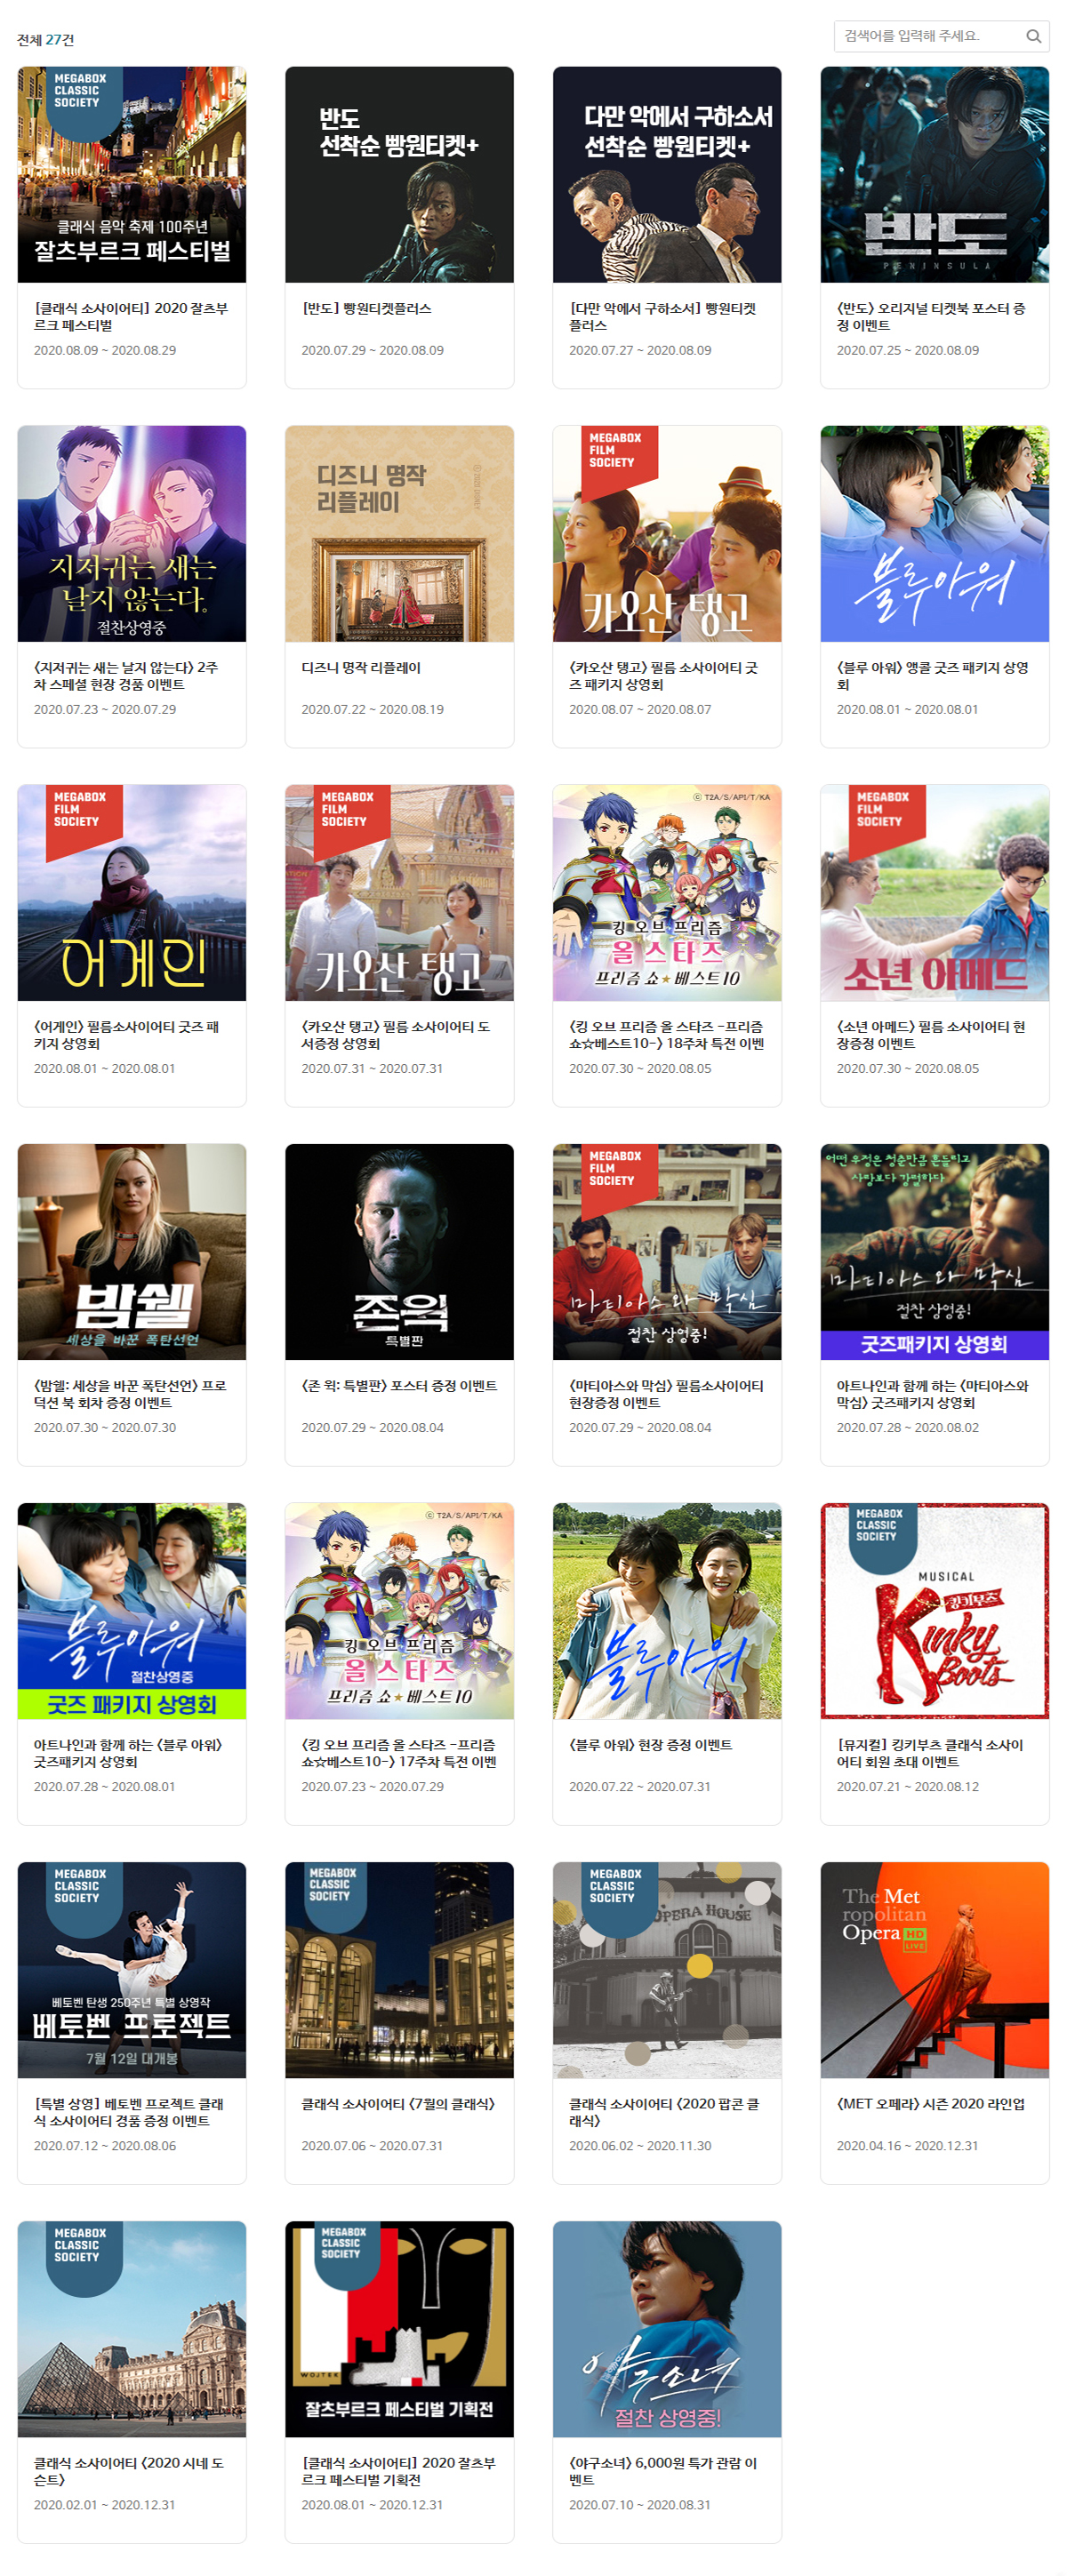 전체 27건
검색어를 입력해 주세요.
MEGABOX
CLASSIC
SOCIETY
클래식 음악 축제 100주년
잘츠부르크 페스티벌
[클래식 소사이어티] 2020 잘츠부
르크 페스티벌
2020.08.09 ~ 2020.08.29
반도
선착순 빵원티켓+
[반도] 빵원티켓플러스
2020.07.29 ~ 2020.08.09
다만 악에서 구하소서
선착순 빵원티켓+
[다만 악에서 구하소서] 빵원티켓
플러스
2020.07.27 ~ 2020.08.09
반도
PENINSULA
<반도> 오리지널 티켓북 포스터 증
정 이벤트
2020.07.25 ~ 2020.08.09
지저귀는 새는
날지 않는다.
절찬상영중
<지저귀는 새는 날지 않는다> 2주
차 스페셜 현장 경품 이벤트
2020.07.23 ~ 2020.07.29
디즈니 명작
리플레이
디즈니 명작 리플레이
2020.07.22 ~ 2020.08.19
MEGABOX
FILM
SOCIETY
카오산 탱고
<카오산 탱고> 필름 소사이어티 굿
즈 패키지 상영회
2020.08.07 ~ 2020.08.07
블루 아워
<블루 아워> 앵콜 굿즈 패키지 상영
회
2020.08.01 ~ 2020.08.01
MEGABOX
FILM
SOCIETY
어게인
<어게인> 필름소사이어티 굿즈 패
키지 상영회
2020.08.01 ~ 2020.08.01
MEGABOX
FILM
SOCIETY
카오산 탱고
<카오산 탱고> 필름 소사이어티 도
서증정 상영회
2020.07.31 ~ 2020.07.31
ⓒ T2A/S/API/T/KA
킹 오브 프리즘
올 스타즈
프리즘 쇼★베스트10
<킹 오브 프리즘 올 스타즈 -프리즘
쇼☆베스트10-> 18주차 특전 이벤
2020.07.30 ~ 2020.08.05
MEGABOX
FILM
SOCIETY
소년 아메드
<소년 아메드> 필름 소사이어티 현
장증정 이벤트
2020.07.30 ~ 2020.08.05
밤쉘
세상을 바꾼 폭탄선언
<밤쉘: 세상을 바꾼 폭탄선언> 프로
덕션 북 회차 증정 이벤트
2020.07.30 ~ 2020.07.30
존윅
특별판
<존 윅: 특별판> 포스터 증정 이벤트
2020.07.29 ~ 2020.08.04
MEGABOX
FILM
SOCIETY
마티아스와 막심
절찬 상영중!
<마티아스와 막심> 필름소사이어티
현장증정 이벤트
2020.07.29 ~ 2020.08.04
어떤 우정은 청춘만큼 흔들리고
사랑보다 강렬하다
마티아스와 막심
절찬 상영중!
굿즈패키지 상영회
아트나인과 함께 하는 <마티아스와
막심> 굿즈패키지 상영회
2020.07.28 ~ 2020.08.02
블루 아워
절찬상영중
굿즈 패키지 상영회
아트나인과 함께 하는 <블루 아워>
굿즈패키지 상영회
2020.07.28 ~ 2020.08.01
ⓒ T2A/S/API/T/KA
킹 오브 프리즘
올 스타즈
프리즘 쇼★베스트10
<킹 오브 프리즘 올 스타즈 -프리즘
쇼☆베스트10-> 17주차 특전 이벤
2020.07.23 ~ 2020.07.29
블루 아워
<블루 아워> 현장 증정 이벤트
2020.07.22 ~ 2020.07.31
MEGABOX
CLASSIC
SOCIETY
MUSICAL
킹키부츠
Kinky
Boots
[뮤지컬] 킹키부츠 클래식 소사이
어티 회원 초대 이벤트
2020.07.21 ~ 2020.08.12
MEGABOX
CLASSIC
SOCIETY
베토벤 탄생 250주년 특별 상영작
베토벤 프로젝트
7월 12일 대개봉
[특별 상영] 베토벤 프로젝트 클래
식 소사이어티 경품 증정 이벤트
2020.07.12 ~ 2020.08.06
MEGABOX
CLASSIC
SOCIETY
클래식 소사이어티 <7월의 클래식>
2020.07.06 ~ 2020.07.31
MEGABOX
CLASSIC
SOCIETY
OPERA HOUSE
클래식 소사이어티 <2020 팝콘 클
래식>
2020.06.02 ~ 2020.11.30
The Met
ropolitan
Opera HD
LIVE
<MET 오페라> 시즌 2020 라인업
2020.04.16 ~ 2020.12.31
MEGABOX
CLASSIC
SOCIETY
클래식 소사이어티 <2020 시네 도
슨트>
2020.02.01 ~ 2020.12.31
MEGABOX
CLASSIC
SOCIETY
WOJTEK
잘츠부르크 페스티벌 기획전
[클래식 소사이어티] 2020 잘츠부
르크 페스티벌 기획전
2020.08.01 ~ 2020.12.31
야구소녀
절찬 상영중!
<야구소녀> 6,000원 특가 관람 이
벤트
2020.07.10 ~ 2020.08.31